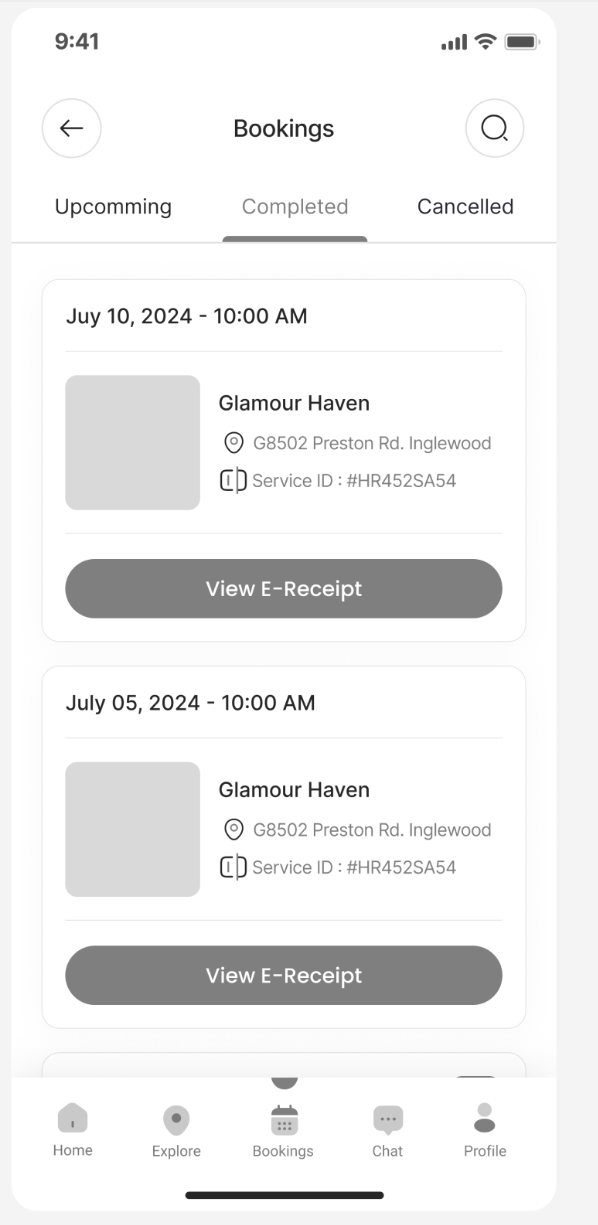 9:41
Bookings
Upcomming
Completed
Cancelled
Juy 10, 2024 - 10:00 AM
Glamour Haven
G8502 Preston Rd. Inglewood
Service ID : #HR452SA54
View E-Receipt
July 05, 2024 - 10:00 AM
Glamour Haven
G8502 Preston Rd. Inglewood
Service ID : #HR452SA54
View E-Receipt
Home
Explore
Bookings
Chat
Profile